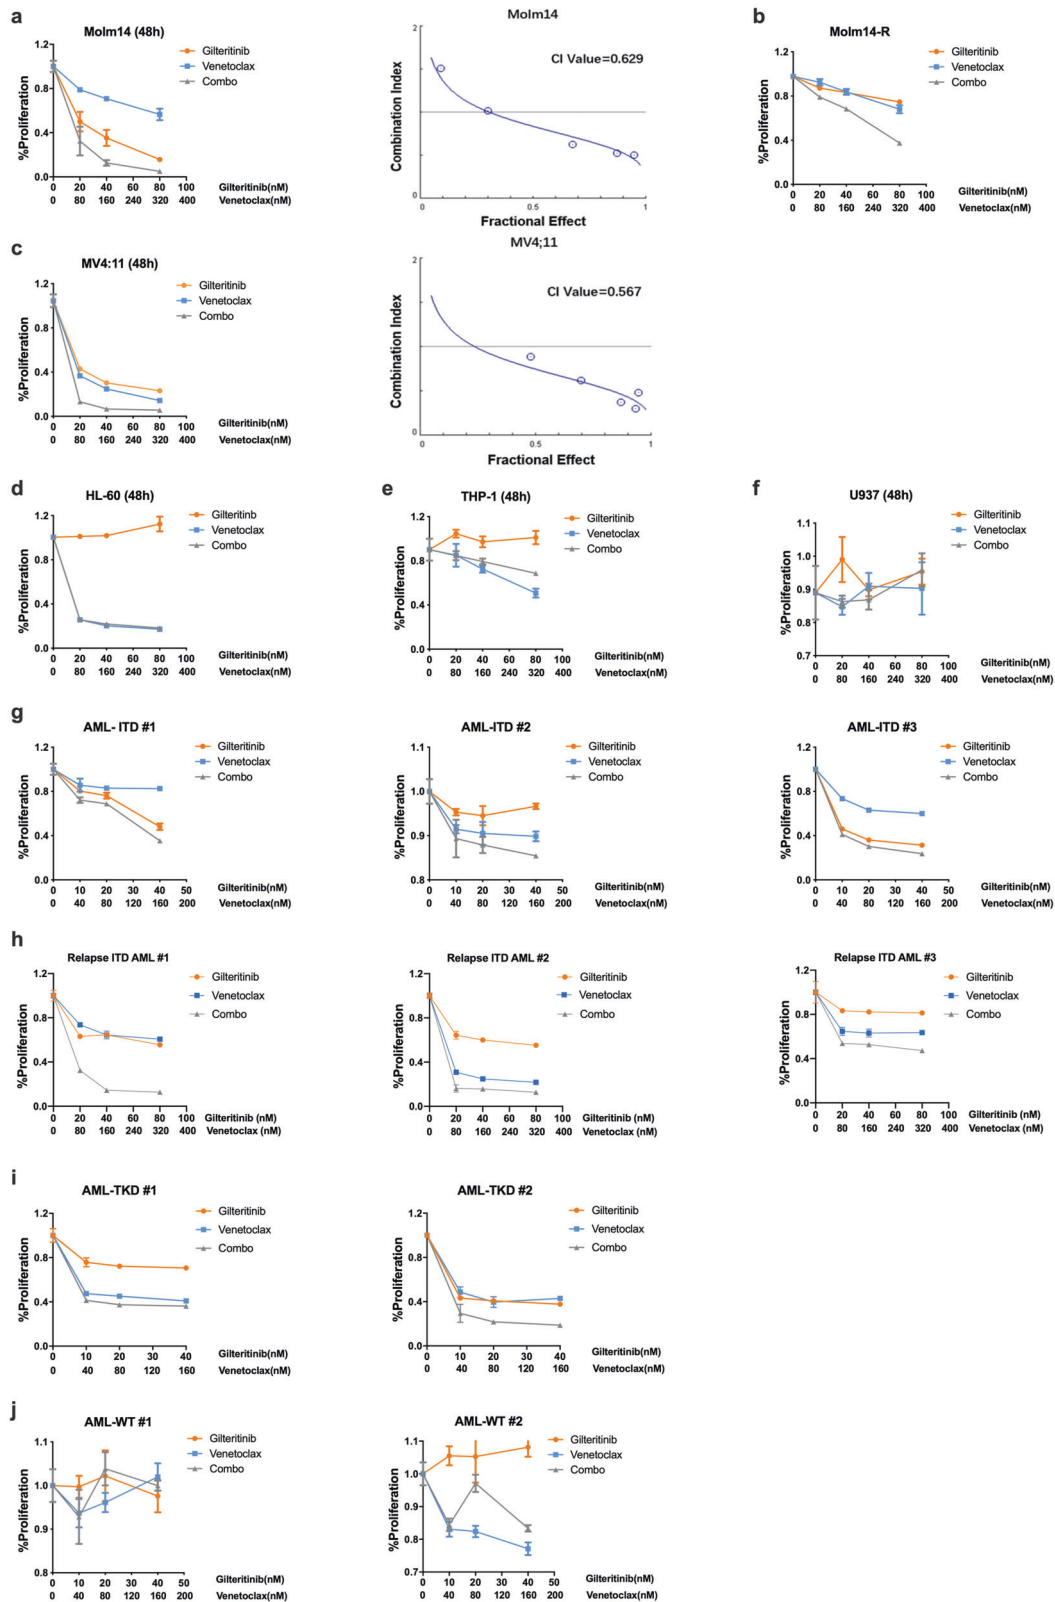 a
Molm14 (48h)
Gilteritinib
Venetoclax
Combo
%Proliferation
1.2
0.8
0.4
0.0
0 20 40 60 80 100 Gilteritinib(nM)
0 80 160 240 320 400 Venetoclax(nM)
Molm14
CI Value=0.629
Combination Index
2
1
0
0 0.5 1
Fractional Effect
b
Molm14-R
Gilteritinib
Venetoclax
Combo
%Proliferation
1.2
0.8
0.4
0.0
0 20 40 60 80 100 Gilteritinib(nM)
0 80 160 240 320 400 Venetoclax(nM)
c
MV4:11 (48h)
Gilteritinib
Venetoclax
Combo
%Proliferation
1.2
0.8
0.4
0.0
0 20 40 60 80 100 Gilteritinib(nM)
0 80 160 240 320 400 Venetoclax(nM)
MV4;11
CI Value=0.567
Combination Index
2
1
0
0 0.5 1
Fractional Effect
d
HL-60 (48h)
Gilteritinib
Venetoclax
Combo
%Proliferation
1.2
0.8
0.4
0.0
0 20 40 60 80 100 Gilteritinib(nM)
0 80 160 240 320 400 Venetoclax(nM)
e
THP-1 (48h)
Gilteritinib
Venetoclax
Combo
%Proliferation
1.2
0.8
0.4
0.0
0 20 40 60 80 100 Gilteritinib(nM)
0 80 160 240 320 400 Venetoclax(nM)
f
U937 (48h)
Gilteritinib
Venetoclax
Combo
%Proliferation
1.1
1.0
0.9
0.8
0.7
0 20 40 60 80 100 Gilteritinib(nM)
0 80 160 240 320 400 Venetoclax(nM)
g
AML- ITD #1
Gilteritinib
Venetoclax
Combo
%Proliferation
1.2
0.8
0.4
0.0
0 10 20 30 40 50 Gilteritinib(nM)
0 40 80 120 160 200 Venetoclax(nM)
AML-ITD #2
Gilteritinib
Venetoclax
Combo
%Proliferation
1.1
1.0
0.9
0.8
0 10 20 30 40 50 Gilteritinib(nM)
0 40 80 120 160 200 Venetoclax(nM)
AML-ITD #3
Gilteritinib
Venetoclax
Combo
%Proliferation
1.2
0.8
0.4
0.0
0 10 20 30 40 50 Gilteritinib(nM)
0 40 80 120 160 200 Venetoclax(nM)
h
Relapse ITD AML #1
Gilteritinib
Venetoclax
Combo
%Proliferation
1.2
0.8
0.4
0.0
0 20 40 60 80 100 Gilteritinib (nM)
0 80 160 240 320 400 Venetoclax (nM)
Relapse ITD AML #2
Gilteritinib
Venetoclax
Combo
%Proliferation
1.2
0.8
0.4
0.0
0 20 40 60 80 100 Gilteritinib (nM)
0 80 160 240 320 400 Venetoclax (nM)
Relapse ITD AML #3
Gilteritinib
Venetoclax
Combo
%Proliferation
1.2
0.8
0.4
0.0
0 20 40 60 80 100 Gilteritinib (nM)
0 80 160 240 320 400 Venetoclax (nM)
i
AML-TKD #1
Gilteritinib
Venetoclax
Combo
%Proliferation
1.2
0.8
0.4
0.0
0 10 20 30 40 Gilteritinib(nM)
0 40 80 120 160 Venetoclax(nM)
AML-TKD #2
Gilteritinib
Venetoclax
Combo
%Proliferation
1.2
0.8
0.4
0.0
0 10 20 30 40 Gilteritinib(nM)
0 40 80 120 160 Venetoclax(nM)
j
AML-WT #1
Gilteritinib
Venetoclax
Combo
%Proliferation
1.1
1.0
0.9
0.8
0 10 20 30 40 50 Gilteritinib(nM)
0 40 80 120 160 200 Venetoclax(nM)
AML-WT #2
Gilteritinib
Venetoclax
Combo
%Proliferation
1.1
1.0
0.9
0.8
0.7
0 10 20 30 40 50 Gilteritinib(nM)
0 40 80 120 160 200 Venetoclax(nM)